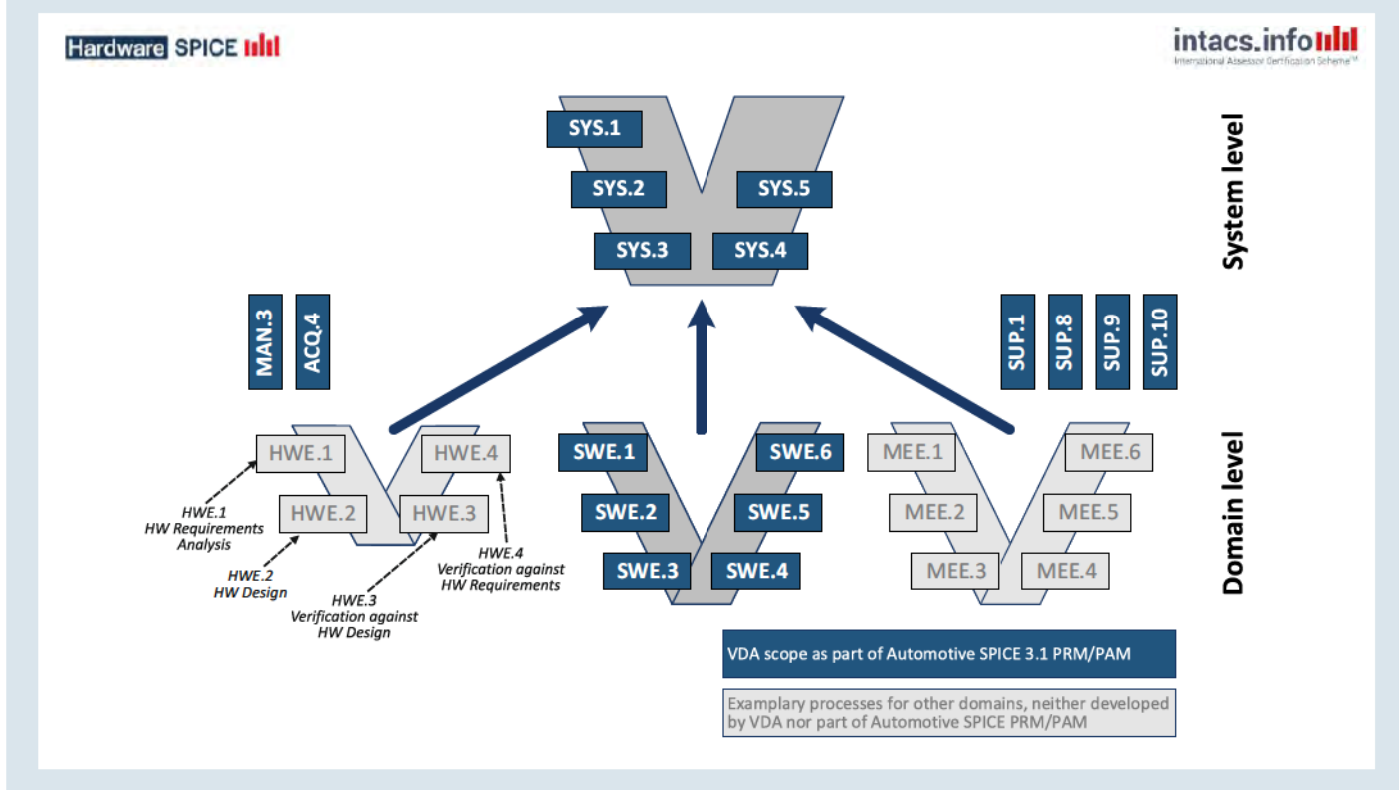 Hardware SPICE
intacs.info
International Assessor Certification Scheme™
SYS.1
SYS.2
SYS.5
SYS.3
SYS.4
System level
MAN.3
ACQ.4
SUP.1
SUP.8
SUP.9
SUP.10
HWE.1
HWE.4
HWE.2
HWE.3
HWE.1
HW Requirements
Analysis
HWE.2
HW Design
HWE.3
Verification against
HW Design
HWE.4
Verification against
HW Requirements
SWE.1
SWE.6
SWE.2
SWE.5
SWE.3
SWE.4
MEE.1
MEE.6
MEE.2
MEE.5
MEE.3
MEE.4
Domain level
VDA scope as part of Automotive SPICE 3.1 PRM/PAM
Examplary processes for other domains, neither developed
by VDA nor part of Automotive SPICE PRM/PAM